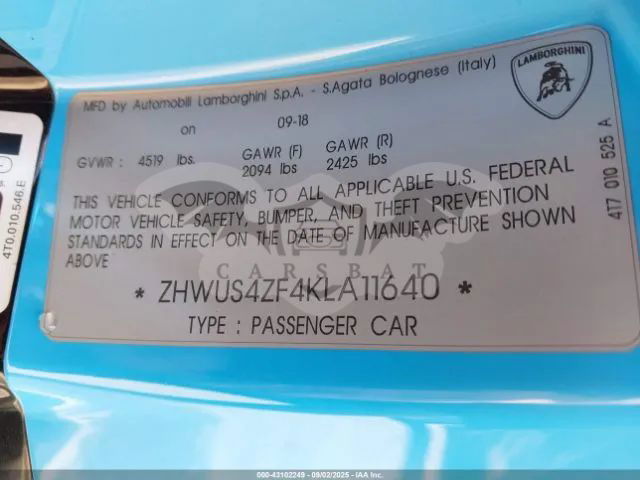 LAMBORGHINI
MFD by Automobili Lamborghini S.p.A. - S.Agata Bolognese (Italy)
on 09-18
GVWR : 4519 lbs. GAWR (F) GAWR (R)
2094 lbs 2425 lbs
THIS VEHICLE CONFORMS TO ALL APPLICABLE U.S. FEDERAL
MOTOR VEHICLE SAFETY, BUMPER, AND THEFT PREVENTION
STANDARDS IN EFFECT ON THE DATE OF MANUFACTURE SHOWN
ABOVE
* ZHWUS4ZF4KLA11640 *
TYPE : PASSENGER CAR
4T7 010 525 A
4T0.010.546.E
CARSBAT
000-43102249 - 09/02/2025 - IAA LLC